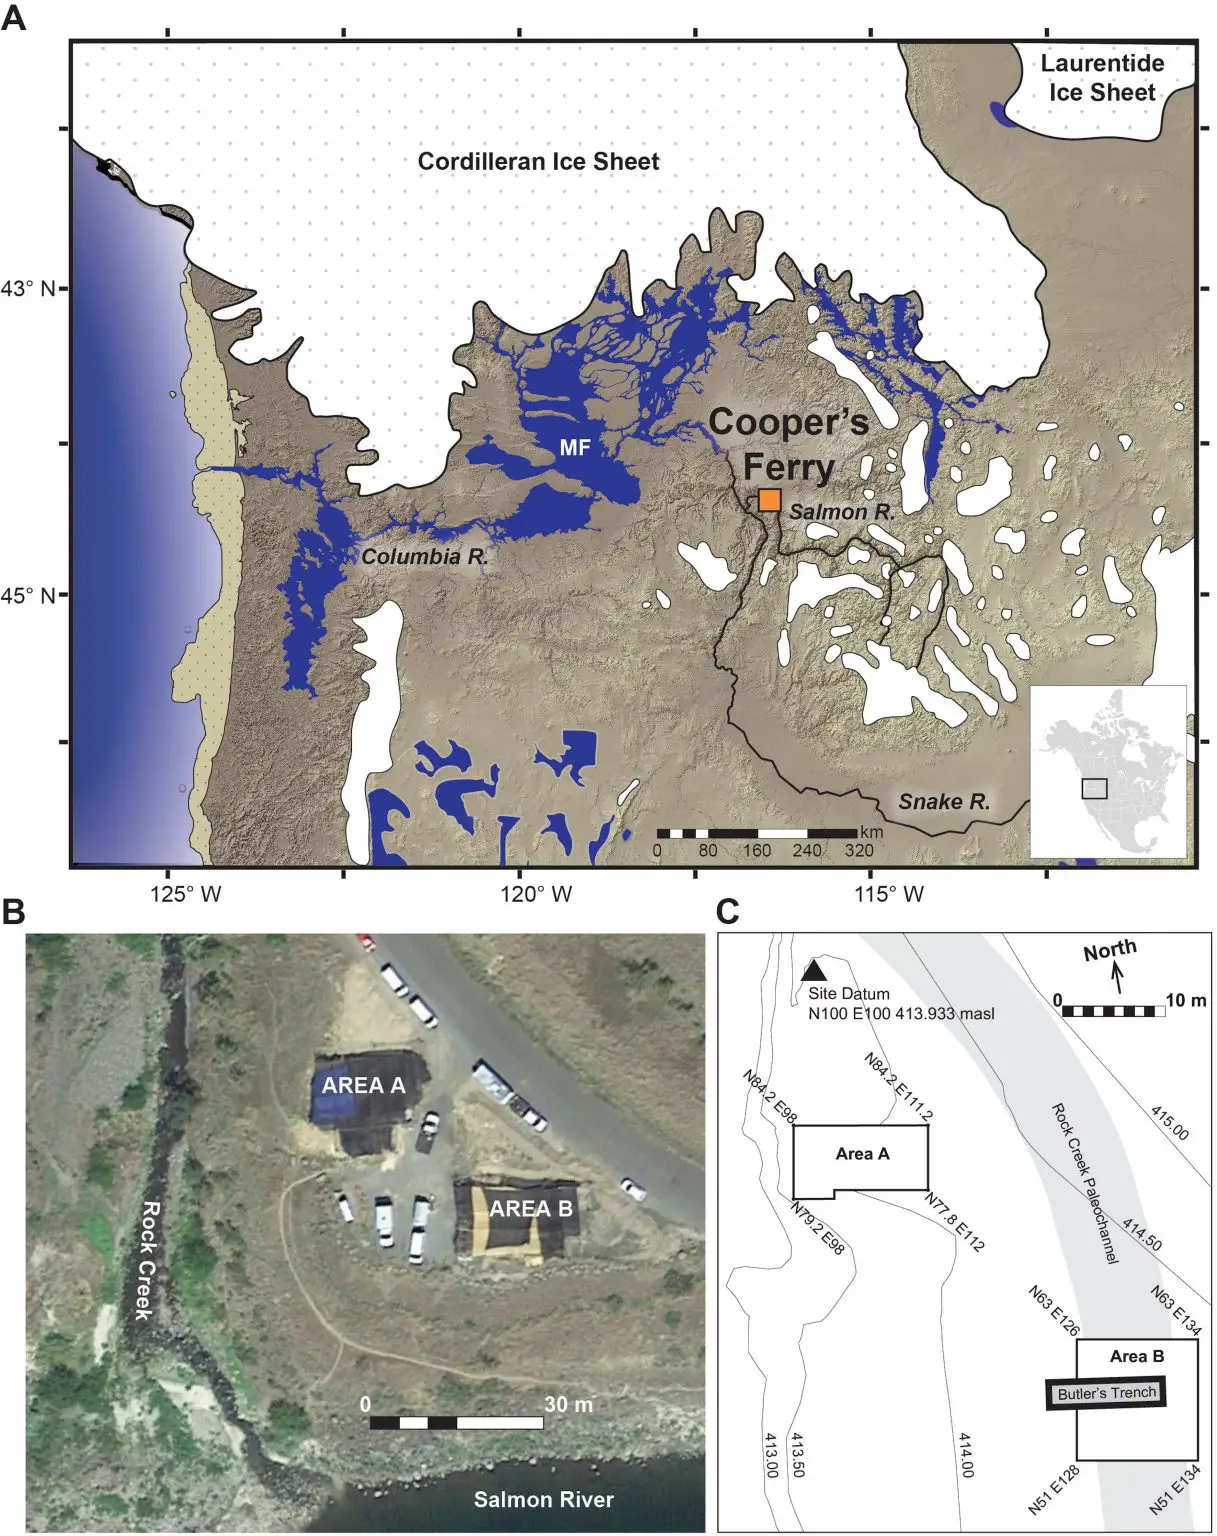 A
Laurentide
Ice Sheet
Cordilleran Ice Sheet
43° N
Cooper's
Ferry
MF
Salmon R.
Columbia R.
45° N
Snake R.
km
0 80 160 240 320
125° W 120° W 115° W
B
AREA A
AREA B
Rock Creek
0 30 m
Salmon River
C
North
0 10 m
Site Datum
N100 E100 413.933 masl
N84.2 E98
N84.2 E111.2
Area A
N79.2 E98
N77.8 E112
Rock Creek Paleochannel
415.00
414.50
N63 E126
N63 E134
Area B
Butler's Trench
413.00
413.50
414.00
N51 E128
N51 E134